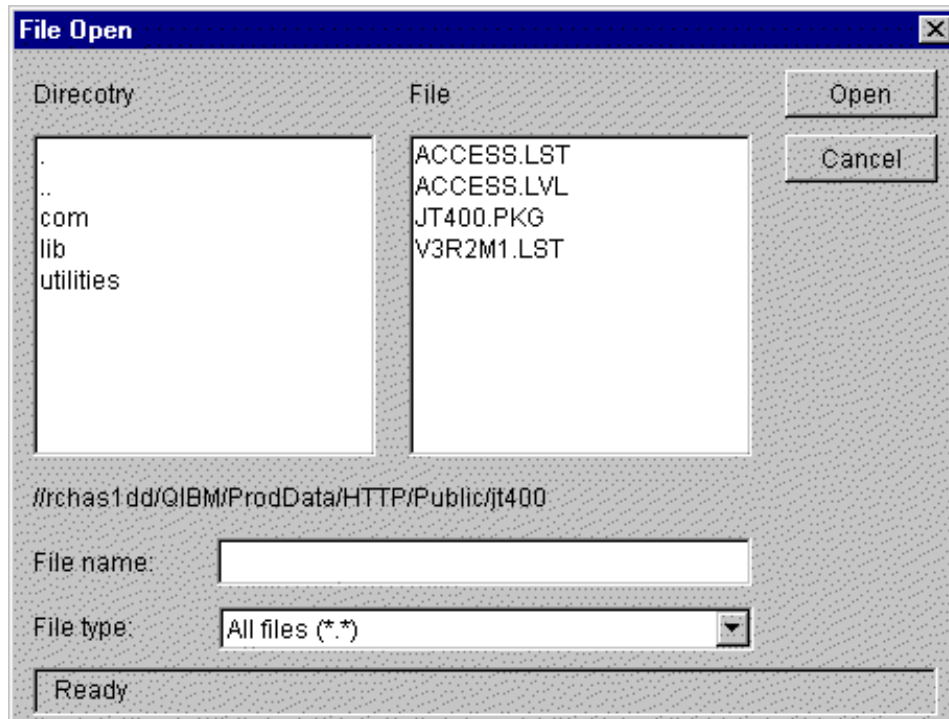 File Open
Direcotry
.
..
com
lib
utilities
File
ACCESS.LST
ACCESS.LVL
JT400.PKG
V3R2M1.LST
Open
Cancel
//rchas1dd/QIBM/ProdData/HTTP/Public/jt400
File name:
File type: All files (*.*)
Ready